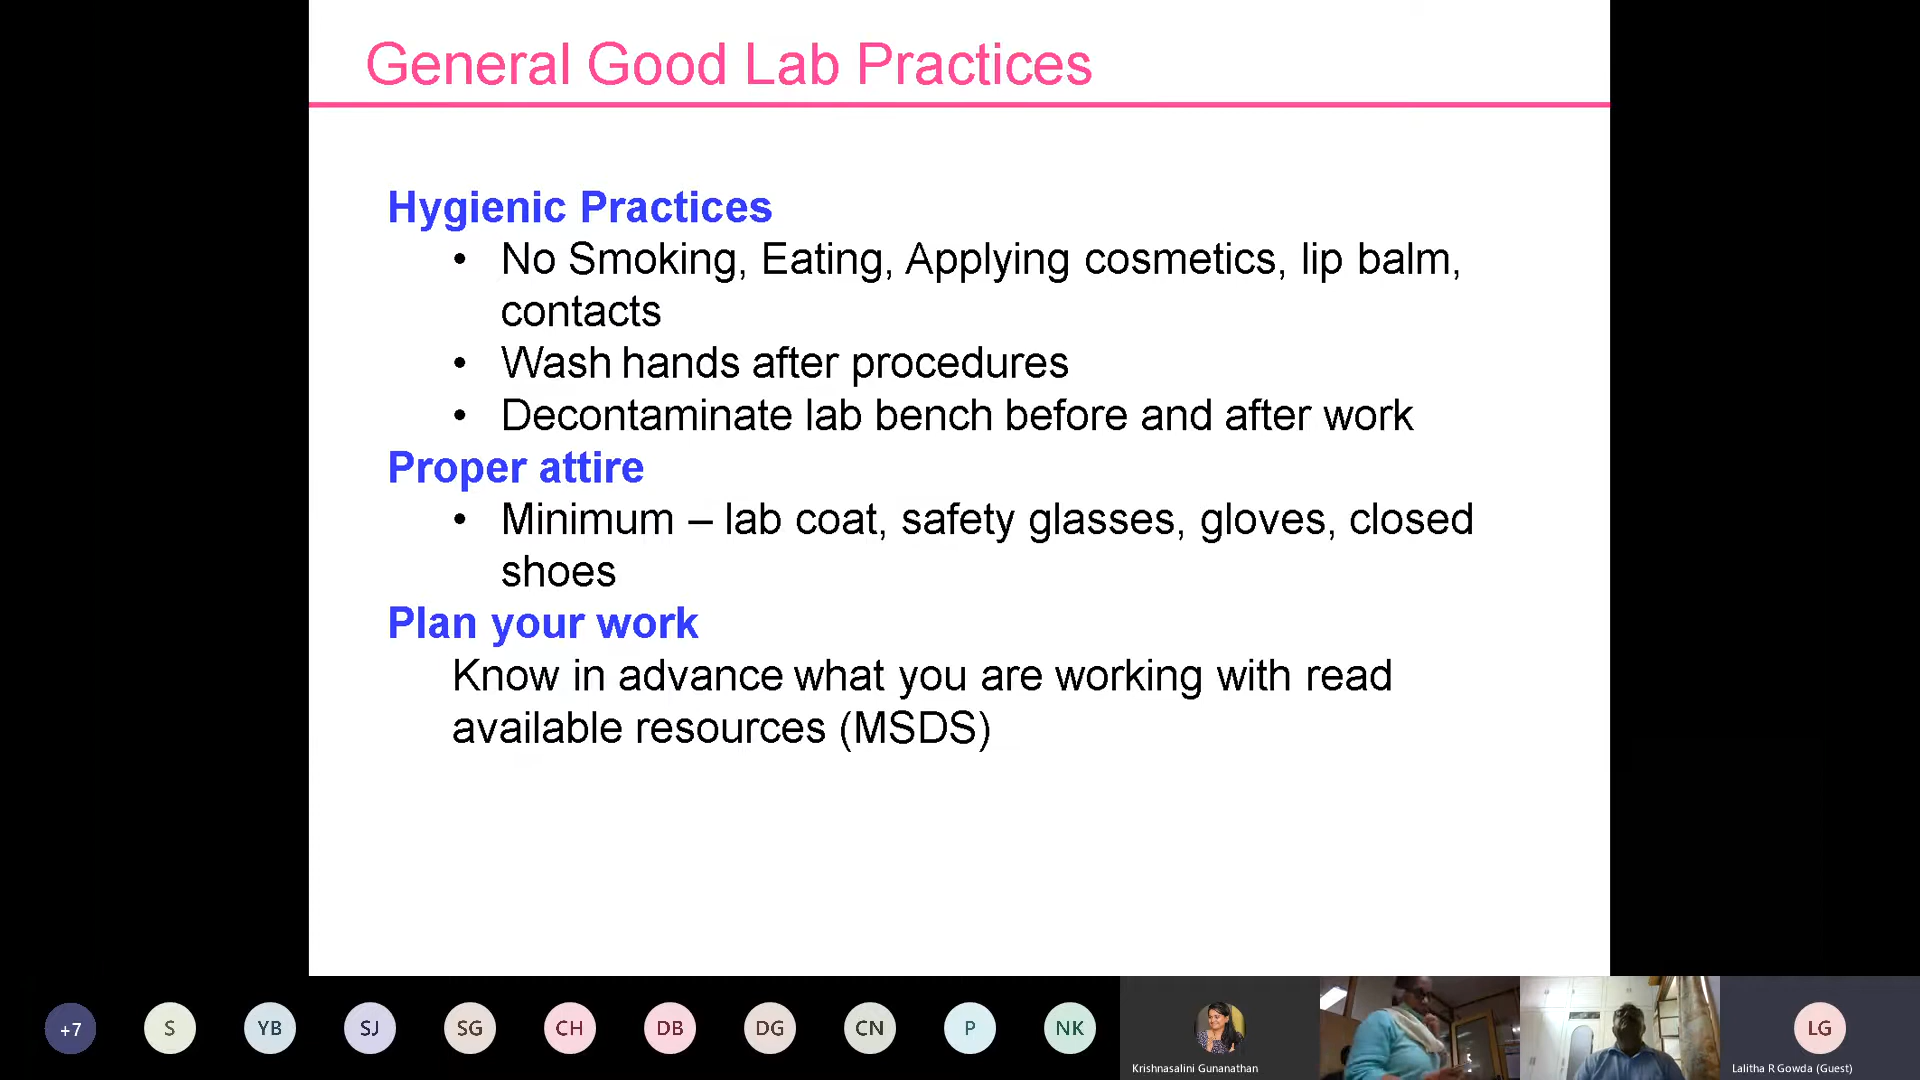 General Good Lab Practices
Hygienic Practices
• No Smoking, Eating, Applying cosmetics, lip balm,
contacts
• Wash hands after procedures
• Decontaminate lab bench before and after work
Proper attire
• Minimum – lab coat, safety glasses, gloves, closed
shoes
Plan your work
Know in advance what you are working with read
available resources (MSDS)
+7 S YB SJ SG CH DB DG CN P NK LG
Krishnasalini Gunanathan Lalitha R Gowda (Guest)